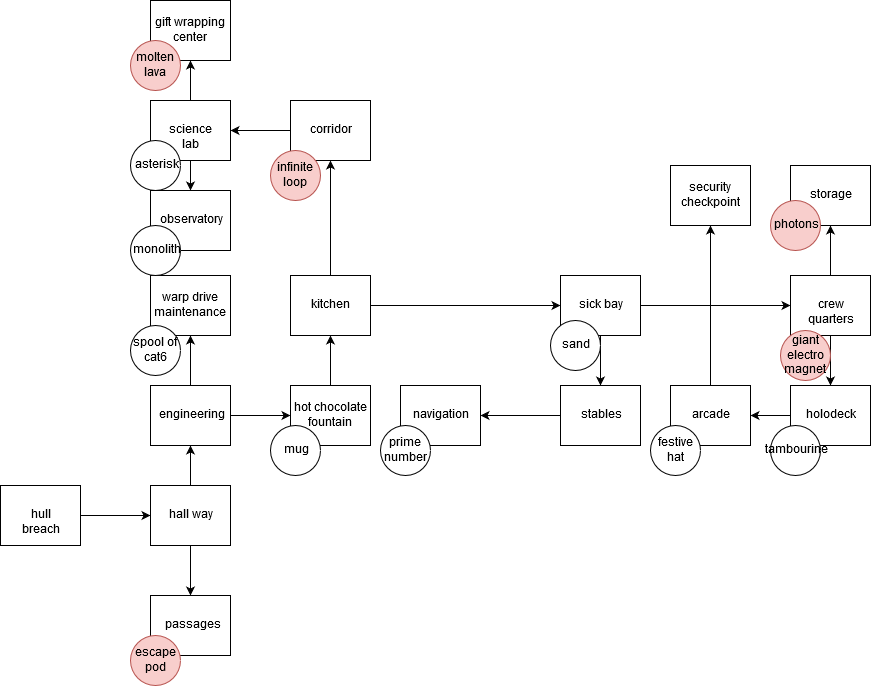 gift wrapping
center
molten
lava
science
lab
asterisk
corridor
infinite
loop
observatory
monolith
security
checkpoint
storage
photons
warp drive
maintenance
spool of
cat6
kitchen
sick bay
sand
crew
quarters
giant
electro
magnet
engineering
hot chocolate
fountain
mug
navigation
prime
number
stables
arcade
festive
hat
holodeck
tambourine
hull
breach
hall way
passages
escape
pod